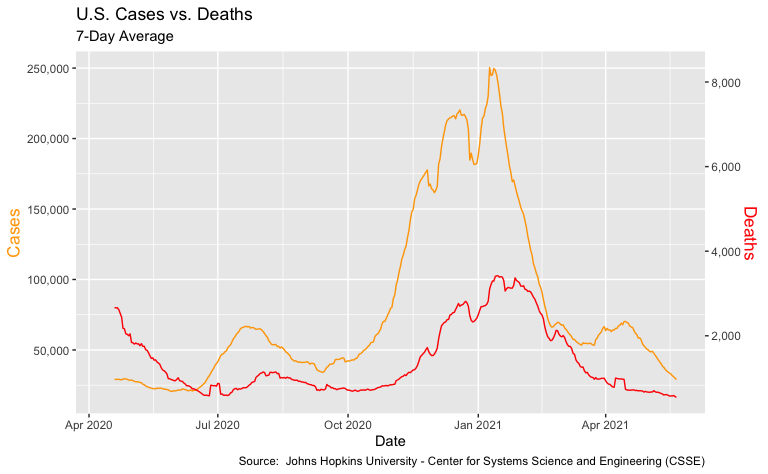 U.S. Cases vs. Deaths
7-Day Average
250,000
200,000
150,000
100,000
50,000
Cases
8,000
6,000
4,000
2,000
Deaths
Apr 2020
Jul 2020
Oct 2020
Jan 2021
Apr 2021
Date
Source:  Johns Hopkins University - Center for Systems Science and Engineering (CSSE)